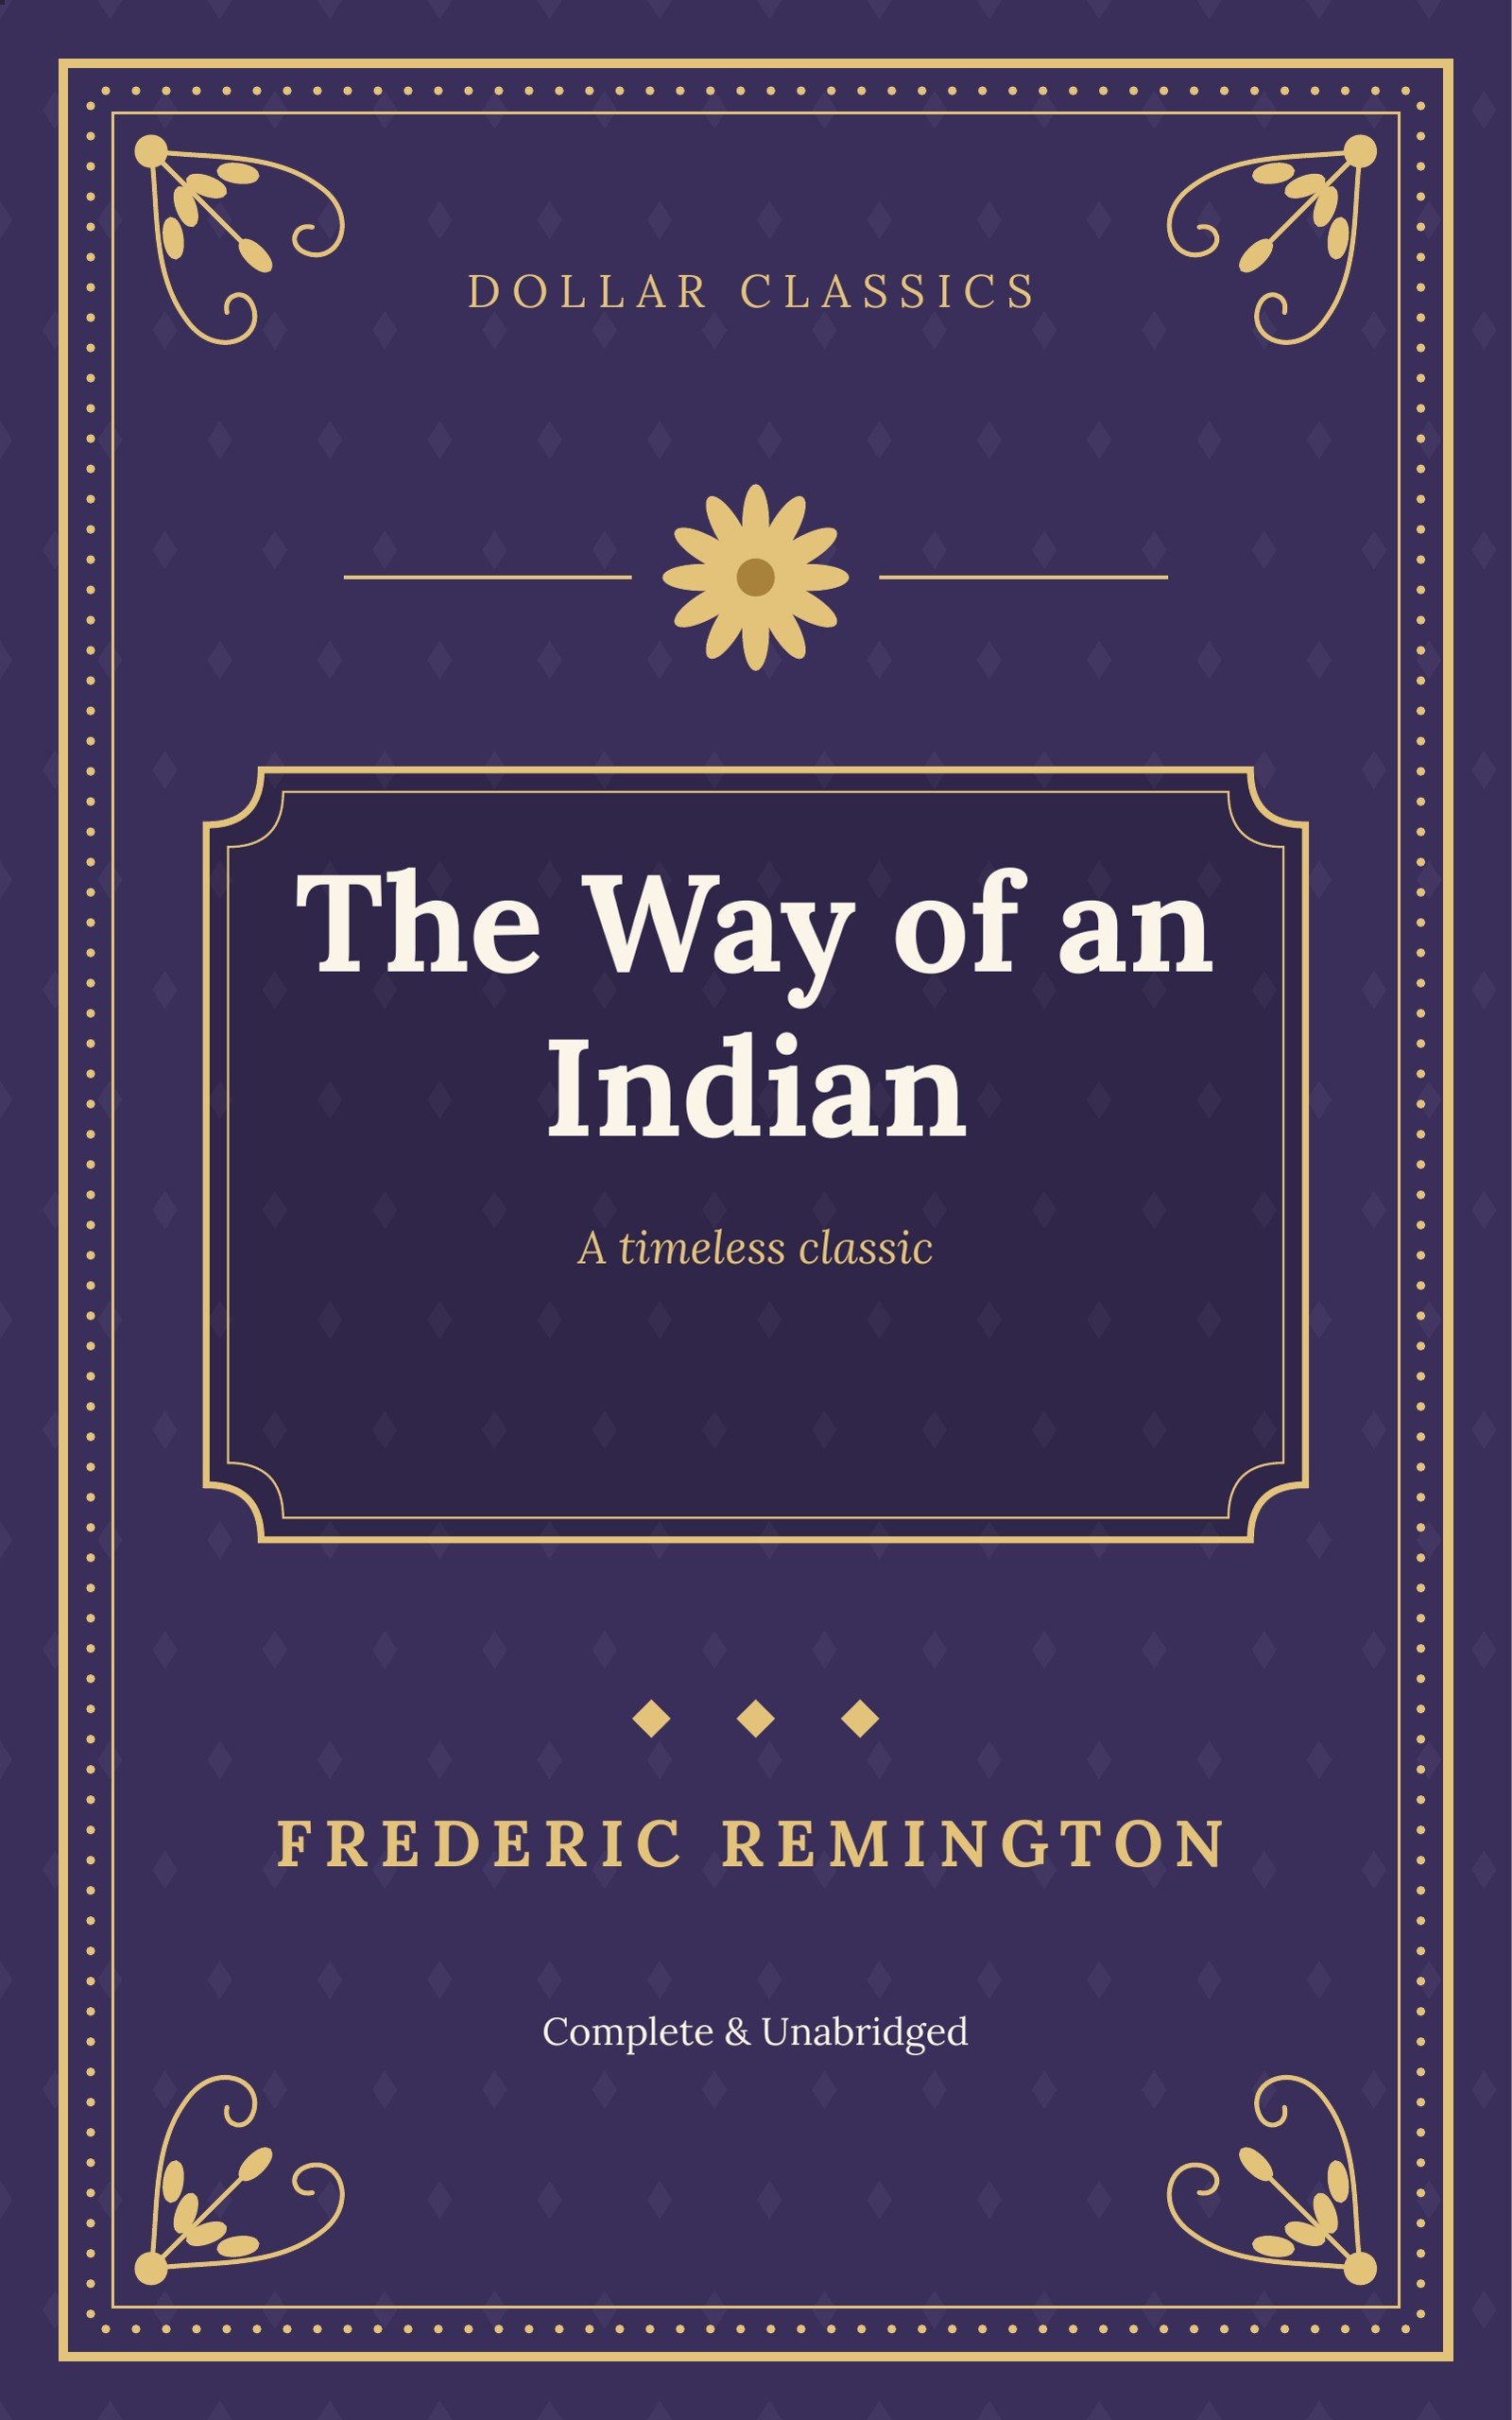 DOLLAR CLASSICS
The Way of an
Indian
A timeless classic
FREDERIC REMINGTON
Complete & Unabridged